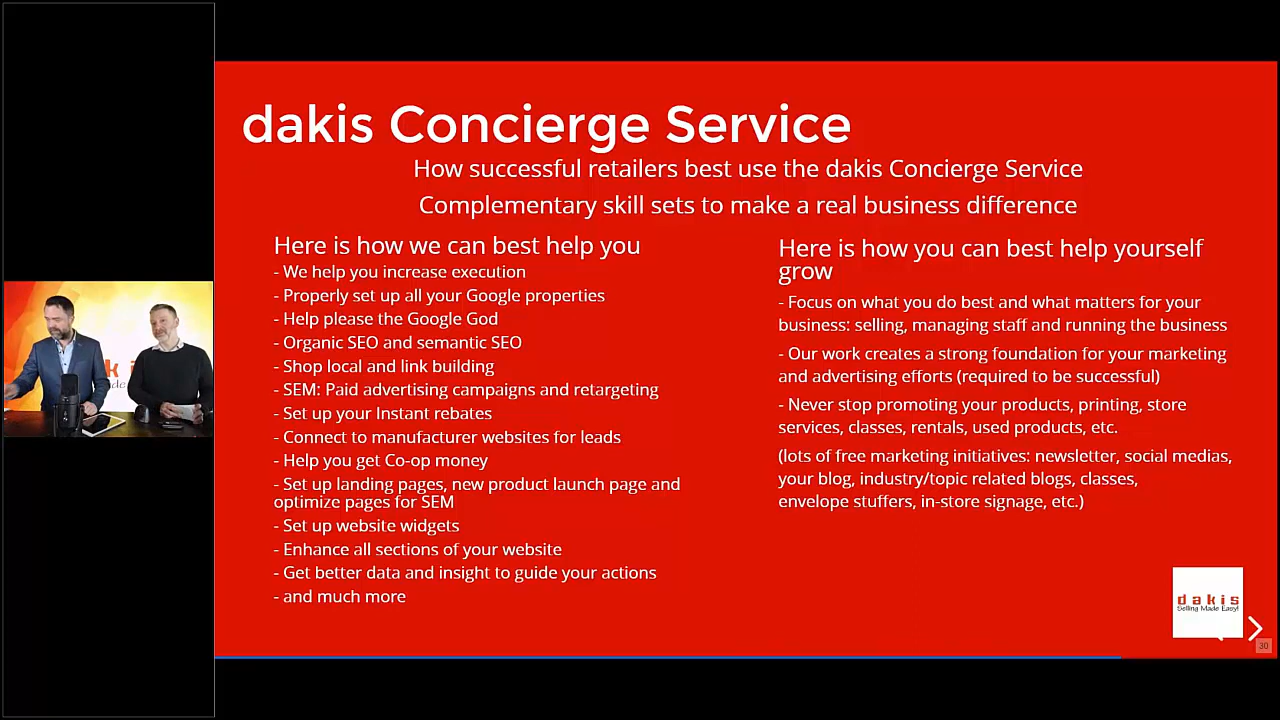 dakis Concierge Service
How successful retailers best use the dakis Concierge Service
Complementary skill sets to make a real business difference
Here is how we can best help you
- We help you increase execution
- Properly set up all your Google properties
- Help please the Google God
- Organic SEO and semantic SEO
- Shop local and link building
- SEM: Paid advertising campaigns and retargeting
- Set up your Instant rebates
- Connect to manufacturer websites for leads
- Help you get Co-op money
- Set up landing pages, new product launch page and
optimize pages for SEM
- Set up website widgets
- Enhance all sections of your website
- Get better data and insight to guide your actions
- and much more
Here is how you can best help yourself
grow
- Focus on what you do best and what matters for your
business: selling, managing staff and running the business
- Our work creates a strong foundation for your marketing
and advertising efforts (required to be successful)
- Never stop promoting your products, printing, store
services, classes, rentals, used products, etc.
(lots of free marketing initiatives: newsletter, social medias,
your blog, industry/topic related blogs, classes,
envelope stuffers, in-store signage, etc.)
dakis
Selling Made Easy!
30